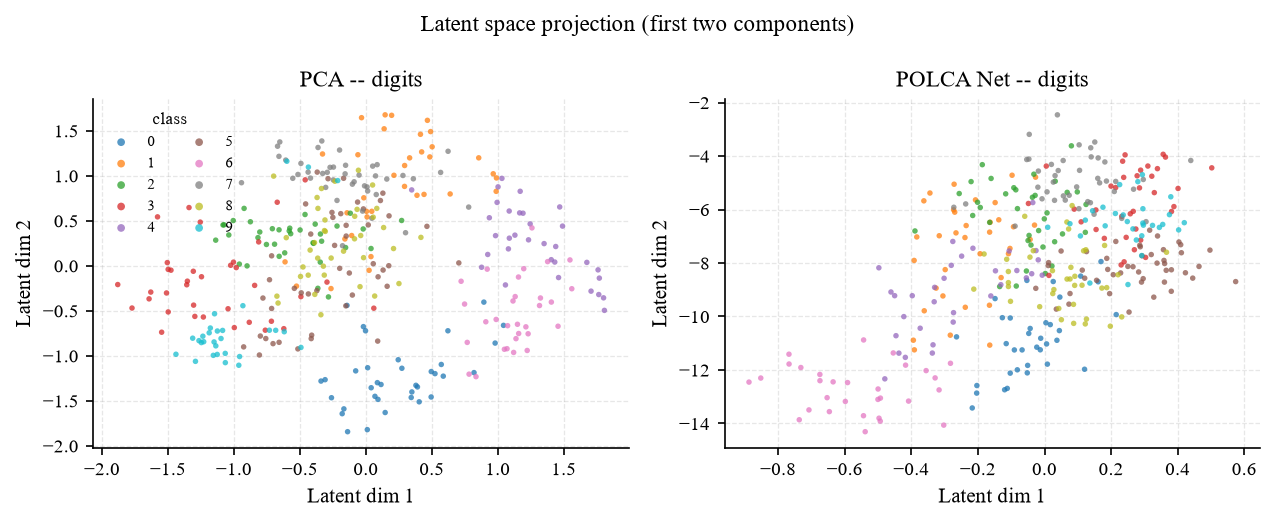 Latent space projection (first two components)
PCA -- digits
class
0 5
1 6
2 7
3 8
4 9
1.5
1.0
0.5
0.0
−0.5
−1.0
−1.5
−2.0
Latent dim 2
−2.0 −1.5 −1.0 −0.5 0.0 0.5 1.0 1.5
Latent dim 1
POLCA Net -- digits
−2
−4
−6
−8
−10
−12
−14
Latent dim 2
−0.8 −0.6 −0.4 −0.2 0.0 0.2 0.4 0.6
Latent dim 1